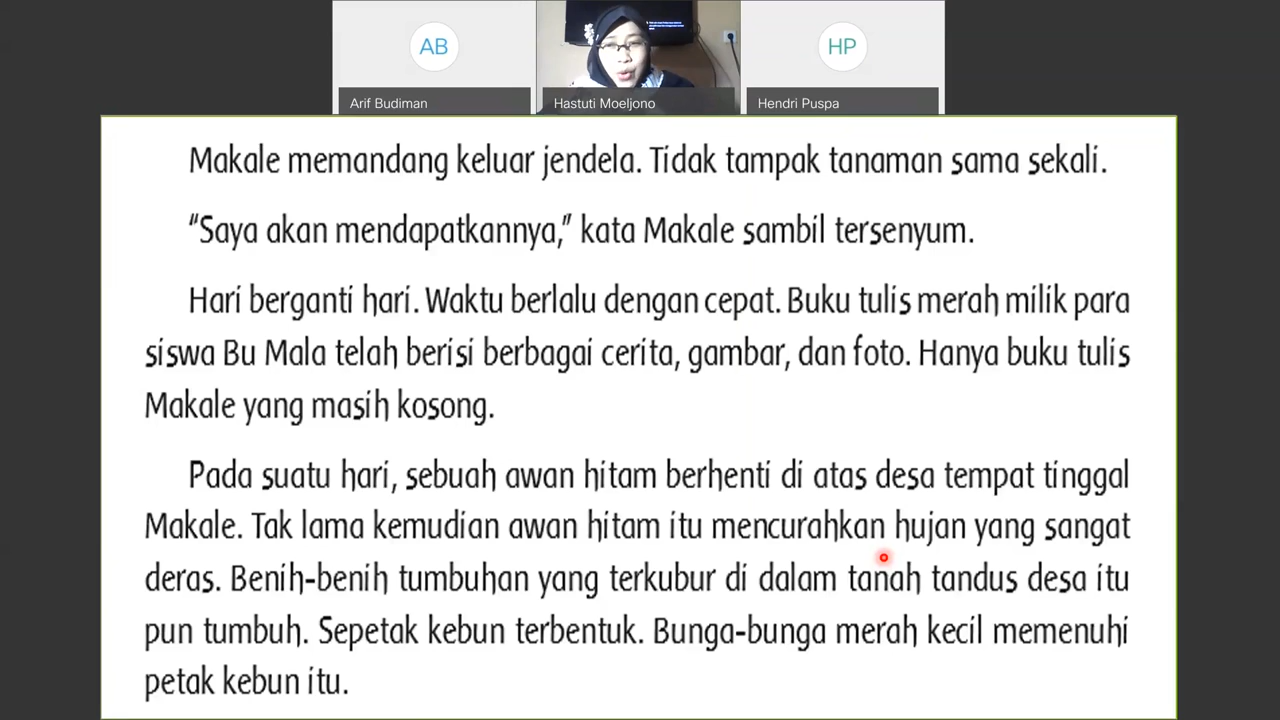 AB
HP
Arif Budiman
Hastuti Moeljono
Hendri Puspa
Makale memandang keluar jendela. Tidak tampak tanaman sama sekali.
“Saya akan mendapatkannya,” kata Makale sambil tersenyum.
Hari berganti hari. Waktu berlalu dengan cepat. Buku tulis merah milik para
siswa Bu Mala telah berisi berbagai cerita, gambar, dan foto. Hanya buku tulis
Makale yang masih kosong.
Pada suatu hari, sebuah awan hitam berhenti di atas desa tempat tinggal
Makale. Tak lama kemudian awan hitam itu mencurahkan hujan yang sangat
deras. Benih-benih tumbuhan yang terkubur di dalam tanah tandus desa itu
pun tumbuh. Sepetak kebun terbentuk. Bunga-bunga merah kecil memenuhi
petak kebun itu.